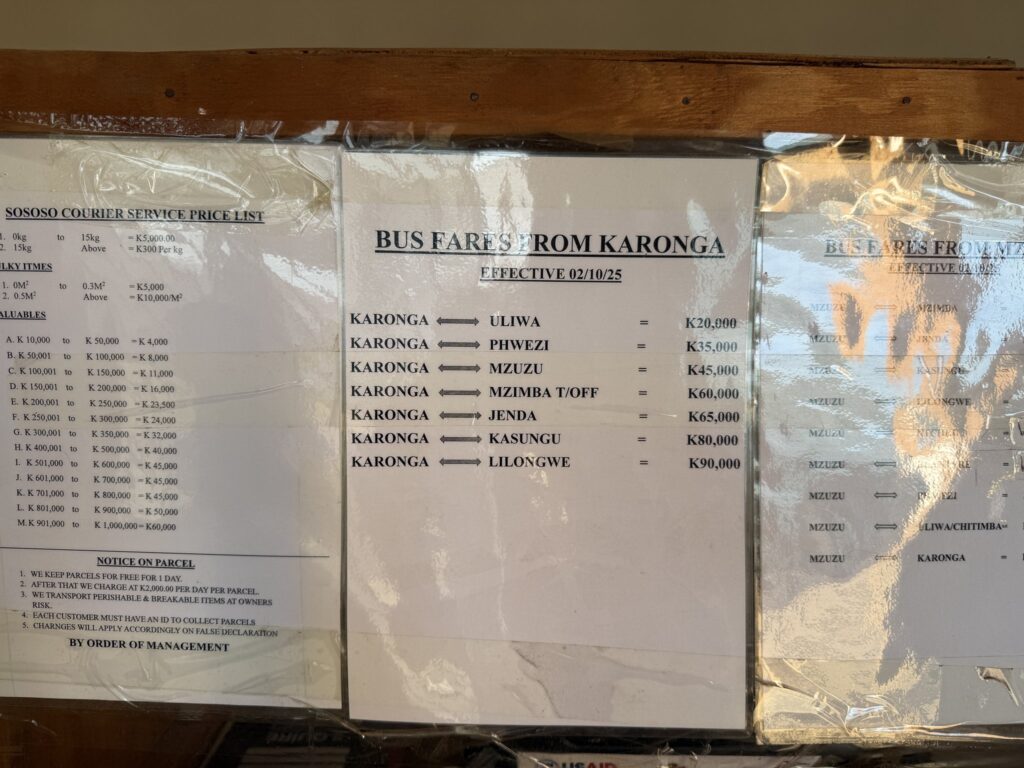 SOSOSO COURIER SERVICE PRICE LIST
1. 0kg to 15kg = K5,000.00
2. 15kg Above = K300 Per kg
ULKY ITMES
1. 0M² to 0.3M² = K5,000
2. 0.5M² Above = K10,000/M²
ALUABLES
A. K 10,000 to K 50,000 = K 4,000
B. K 50,001 to K 100,000 = K 8,000
C. K 100,001 to K 150,000 = K 11,000
D. K 150,001 to K 200,000 = K 16,000
E. K 200,001 to K 250,000 = K 23,500
F. K 250,001 to K 300,000 = K 24,000
G. K 300,001 to K 350,000 = K 32,000
H. K 400,001 to K 500,000 = K 40,000
I. K 501,000 to K 600,000 = K 45,000
J. K 601,000 to K 700,000 = K 45,000
K. K 701,000 to K 800,000 = K 45,000
L. K 801,000 to K 900,000 = K 50,000
M. K 901,000 to K 1,000,000 = K60,000
NOTICE ON PARCEL
1. WE KEEP PARCELS FOR FREE FOR 1 DAY.
2. AFTER THAT WE CHARGE AT K2,000.00 PER DAY PER PARCEL.
3. WE TRANSPORT PERISHABLE & BREAKABLE ITEMS AT OWNERS
RISK.
4. EACH CUSTOMER MUST HAVE AN ID TO COLLECT PARCELS
5. CHARNGES WILL APPLY ACCORDINGLY ON FALSE DECLARATION
BY ORDER OF MANAGEMENT
BUS FARES FROM KARONGA
EFFECTIVE 02/10/25
KARONGA ⟺ ULIWA = K20,000
KARONGA ⟺ PHWEZI = K35,000
KARONGA ⟺ MZUZU = K45,000
KARONGA ⟺ MZIMBA T/OFF = K60,000
KARONGA ⟺ JENDA = K65,000
KARONGA ⟺ KASUNGU = K80,000
KARONGA ⟺ LILONGWE = K90,000
BUS FARES FROM MZ
EFFECTIVE 02/10/25
MZUZU ⟺ MZIMBA
MZUZU ⟺ JENDA
MZUZU ⟺ KASUNGU
MZUZU ⟺ LILONGWE
MZUZU ⟺
MZUZU ⟺
MZUZU ⟺ PHWEZI =
MZUZU ⟺ ULIWA/CHITIMBA=
MZUZU ⟺ KARONGA =
USAID